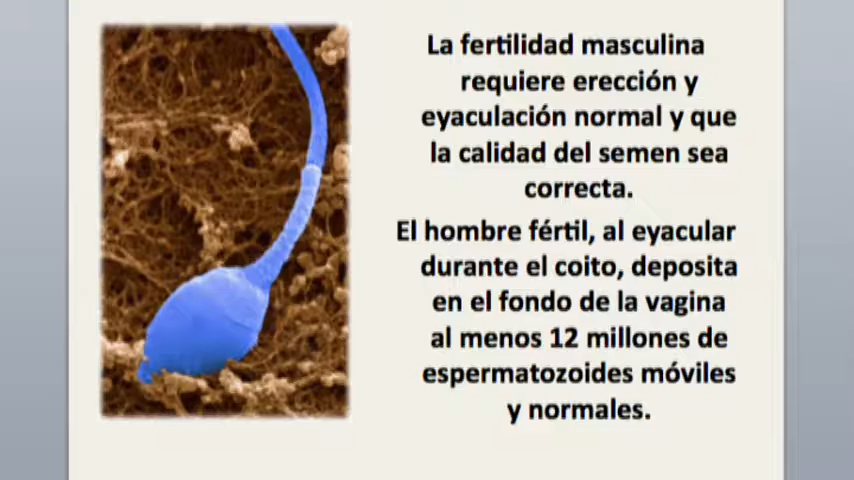 La fertilidad masculina
requiere erección y
eyaculación normal y que
la calidad del semen sea
correcta.
El hombre fértil, al eyacular
durante el coito, deposita
en el fondo de la vagina
al menos 12 millones de
espermatozoides móviles
y normales.